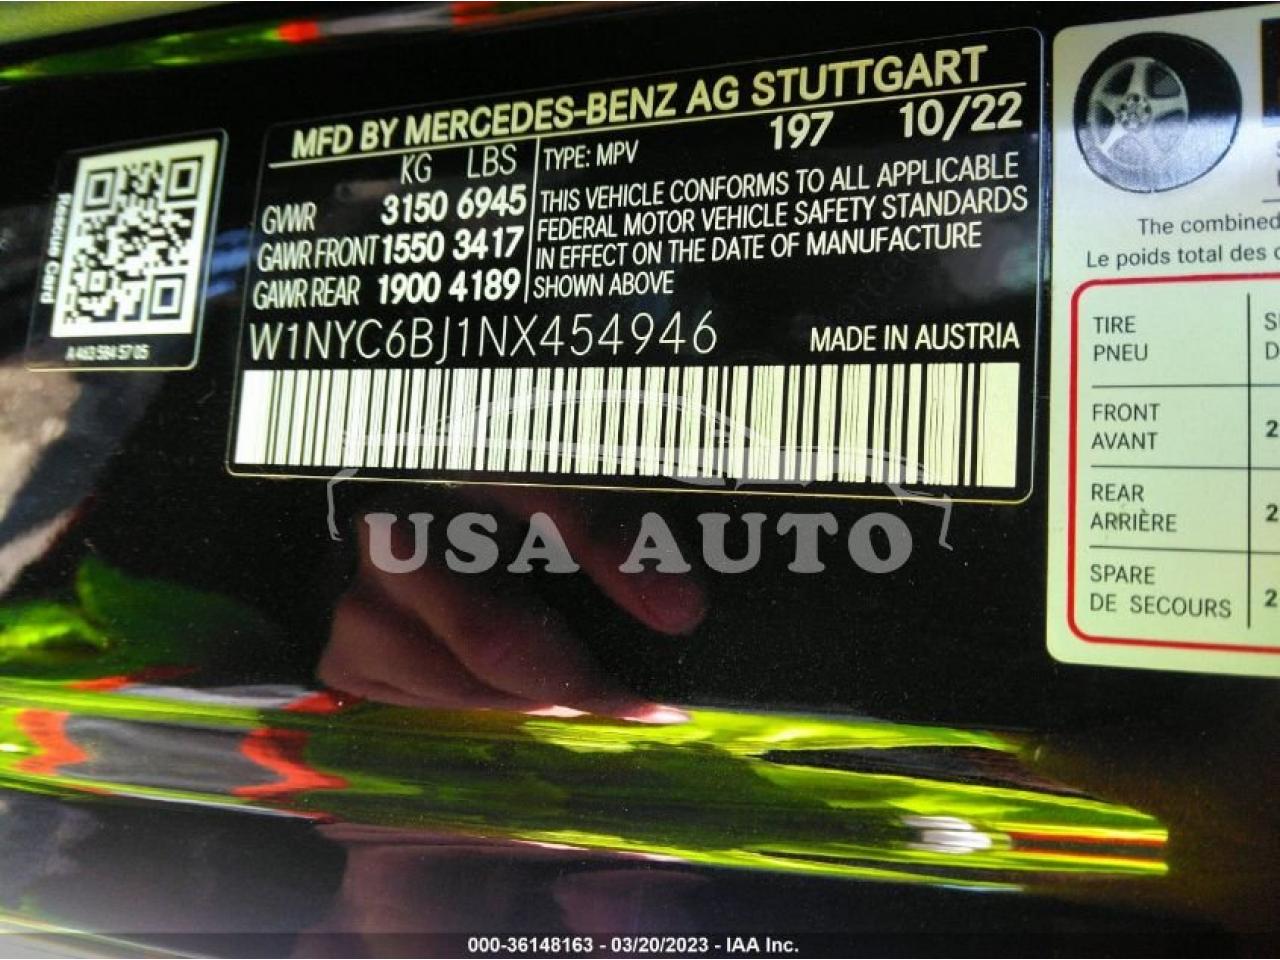 MFD BY MERCEDES-BENZ AG STUTTGART
KG LBS
GVWR 3150 6945
GAWR FRONT 1550 3417
GAWR REAR 1900 4189
TYPE: MPV 197 10/22
THIS VEHICLE CONFORMS TO ALL APPLICABLE
FEDERAL MOTOR VEHICLE SAFETY STANDARDS
IN EFFECT ON THE DATE OF MANUFACTURE
SHOWN ABOVE
W1NYC6BJ1NX454946 MADE IN AUSTRIA
Rescue Card
A 463 584 57 05
The combined
Le poids total des
TIRE
PNEU
FRONT
AVANT
2
REAR
ARRIÈRE
2
SPARE
DE SECOURS
2
USA AUTO
000-36148163 - 03/20/2023 - IAA Inc.